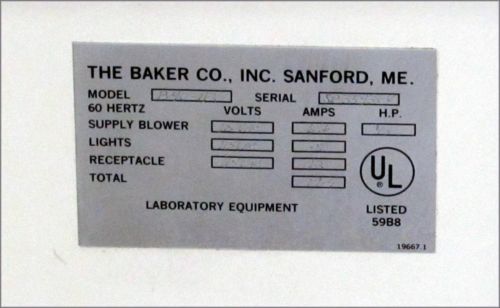 THE BAKER CO., INC. SANFORD, ME.
MODEL SERIAL
60 HERTZ VOLTS AMPS H.P.
SUPPLY BLOWER
LIGHTS
RECEPTACLE
TOTAL
UL
®
LABORATORY EQUIPMENT LISTED
59B8
19667.1